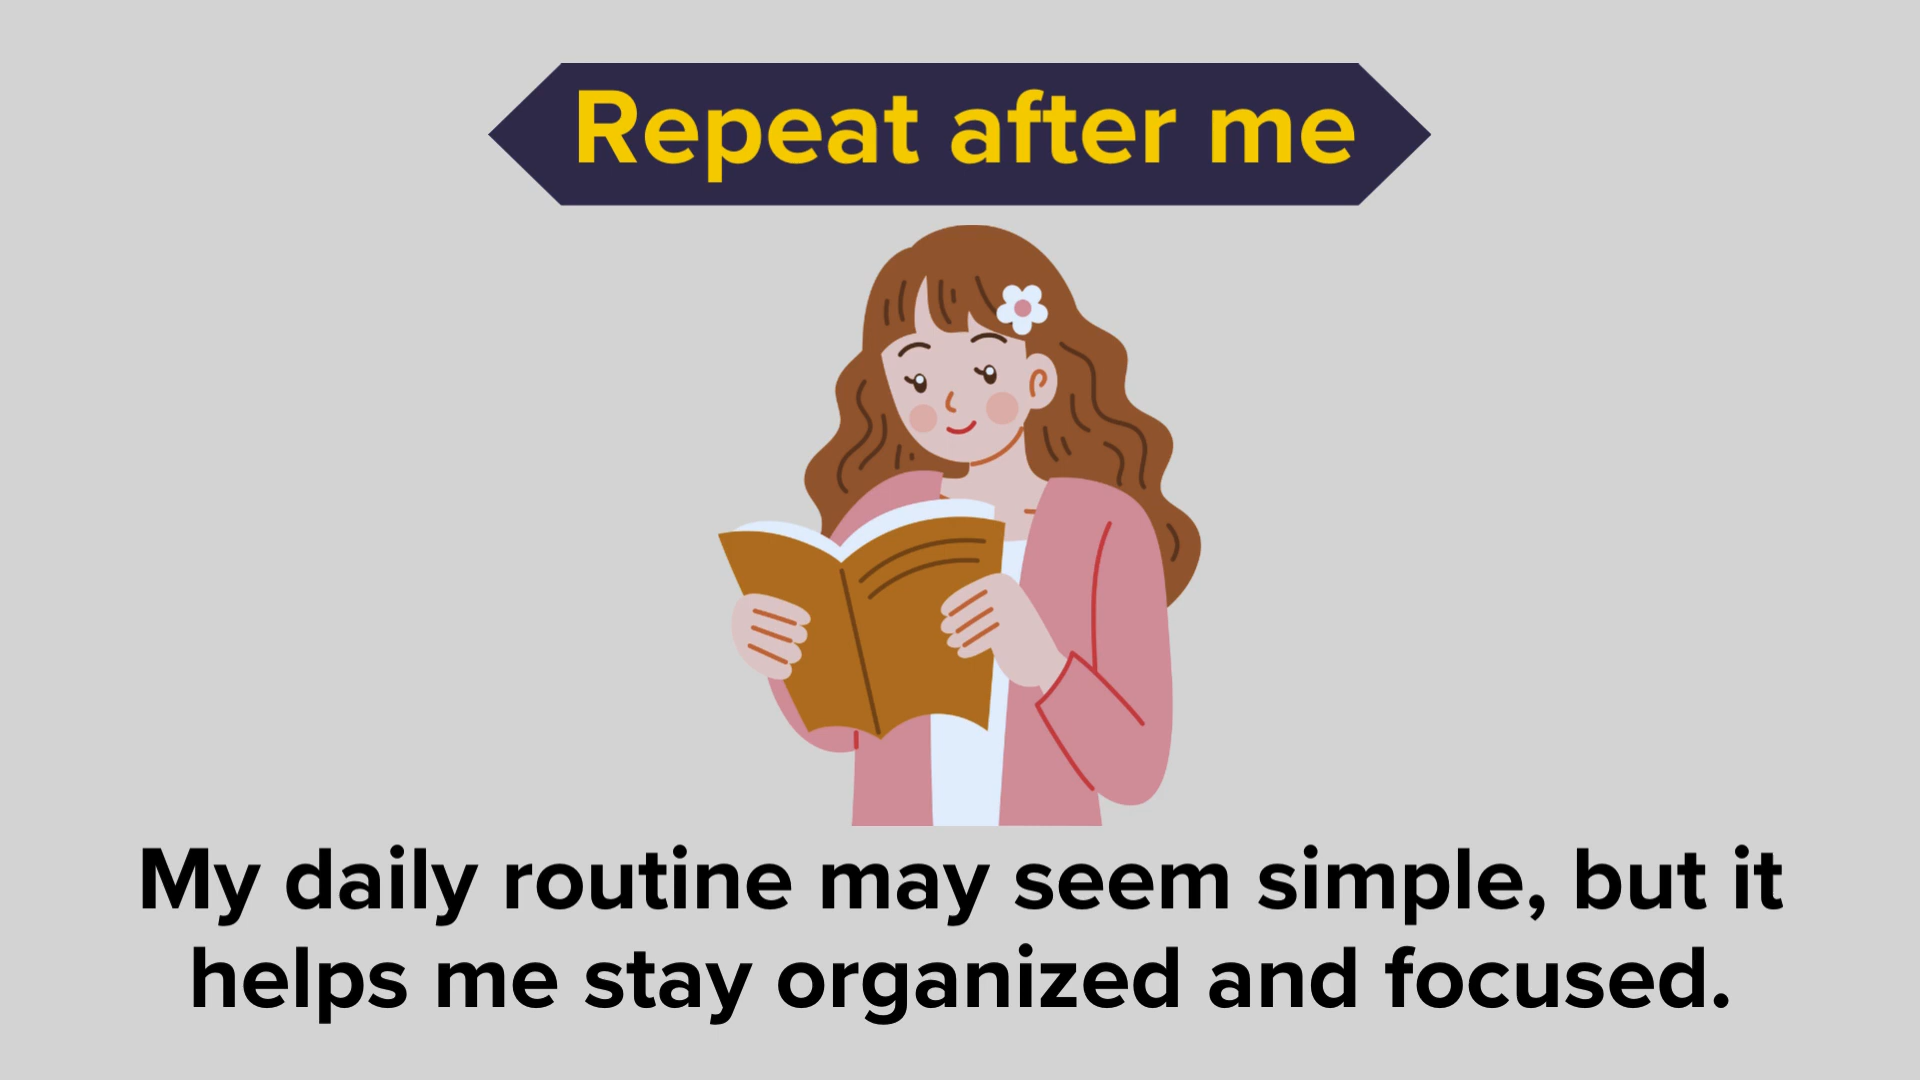 Repeat after me
My daily routine may seem simple, but it
helps me stay organized and focused.